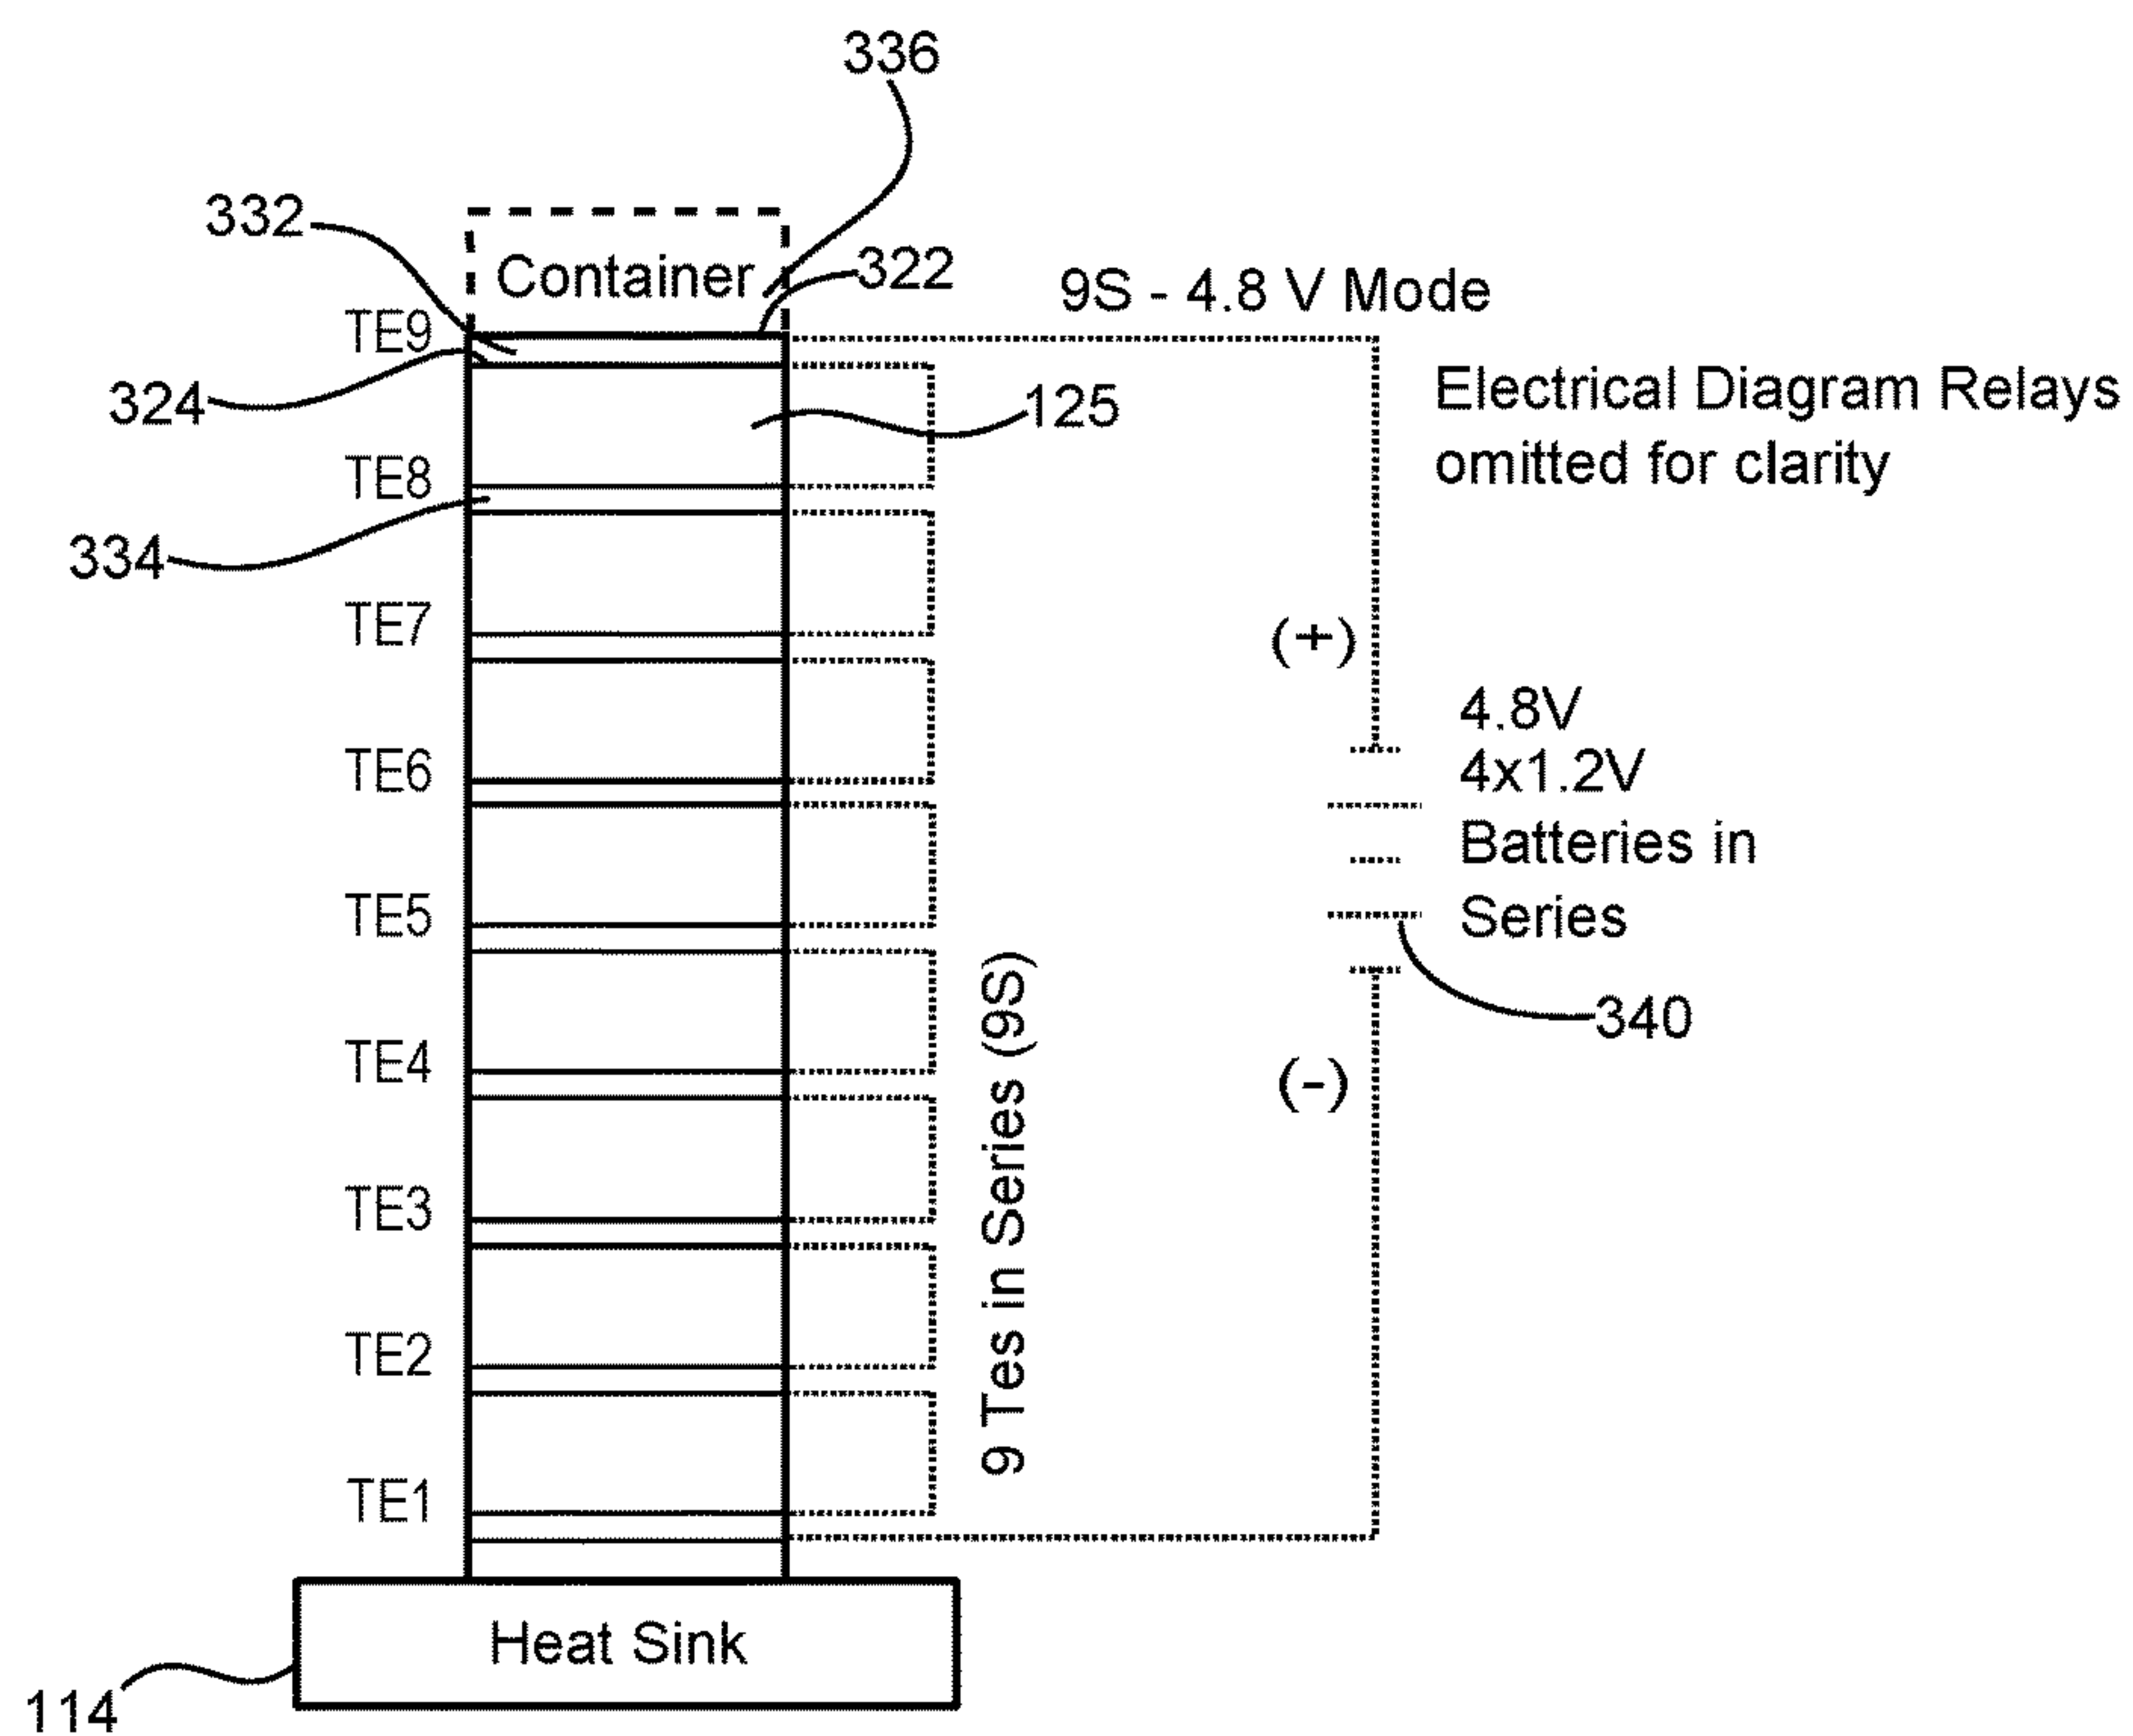 336
332
Container
322
9S - 4.8 V Mode
TE9
324
125
Electrical Diagram Relays
omitted for clarity
TE8
334
TE7
(+)
4.8V
4x1.2V
TE6
Batteries in
Series
TE5
340
9 Tes in Series (9S)
TE4
(-)
TE3
TE2
TE1
Heat Sink
114